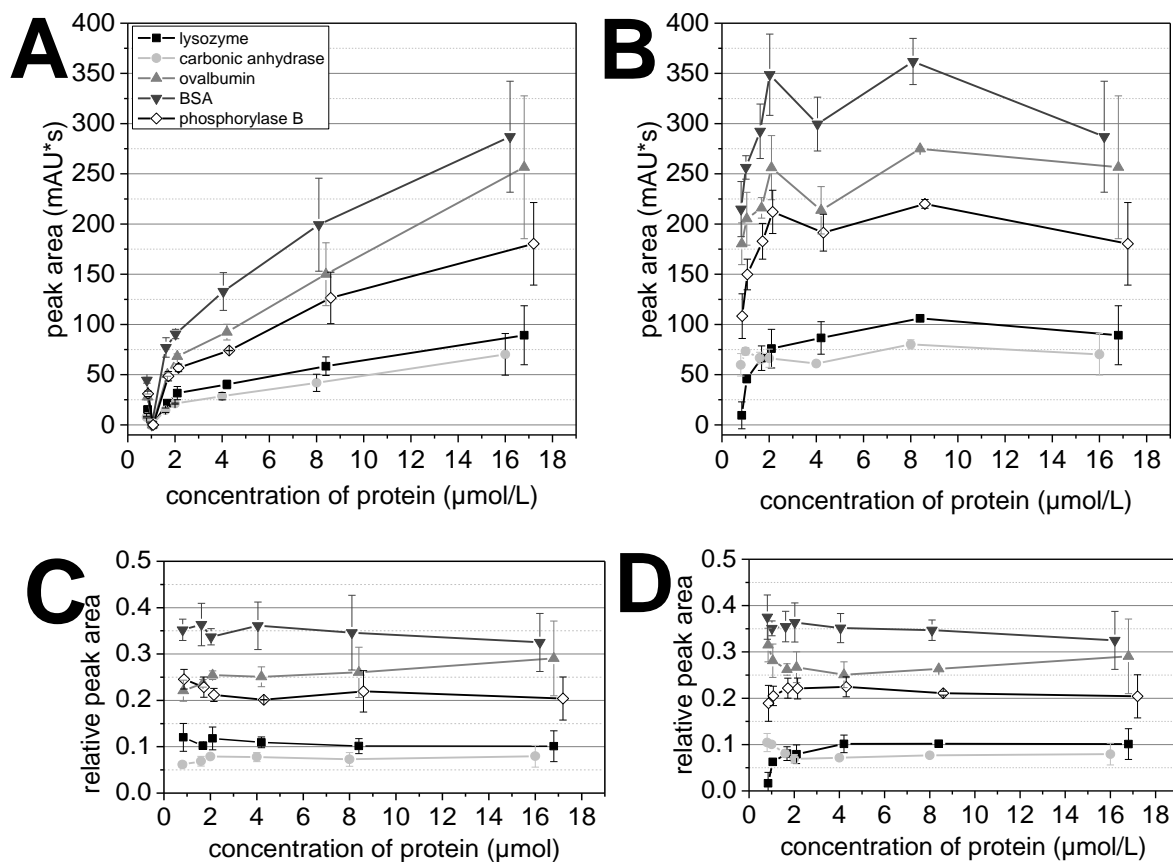 A
400
350
300
250
200
150
100
50
0
peak area (mAU*s)
lysozyme
carbonic anhydrase
ovalbumin
BSA
phosphorylase B
0 2 4 6 8 10 12 14 16 18
concentration of protein (µmol/L)
B
400
350
300
250
200
150
100
50
0
peak area (mAU*s)
0 2 4 6 8 10 12 14 16 18
concentration of protein (µmol/L)
C
0.5
0.4
0.3
0.2
0.1
0.0
relative peak area
0 2 4 6 8 10 12 14 16 18
concentration of protein (µmol)
D
0.5
0.4
0.3
0.2
0.1
0.0
relative peak area
0 2 4 6 8 10 12 14 16 18
concentration of protein (µmol/L)